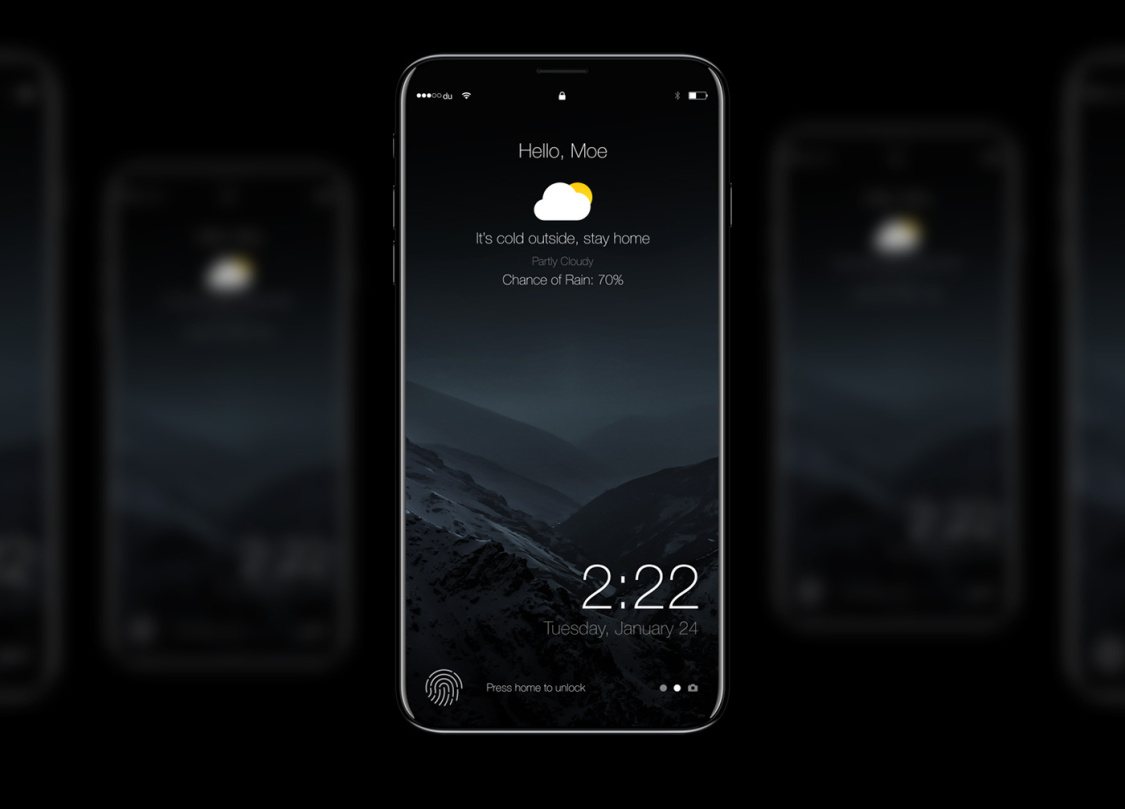 du
Hello, Moe
It's cold outside, stay home
Partly Cloudy
Chance of Rain: 70%
2:22
Tuesday, January 24
Press home to unlock